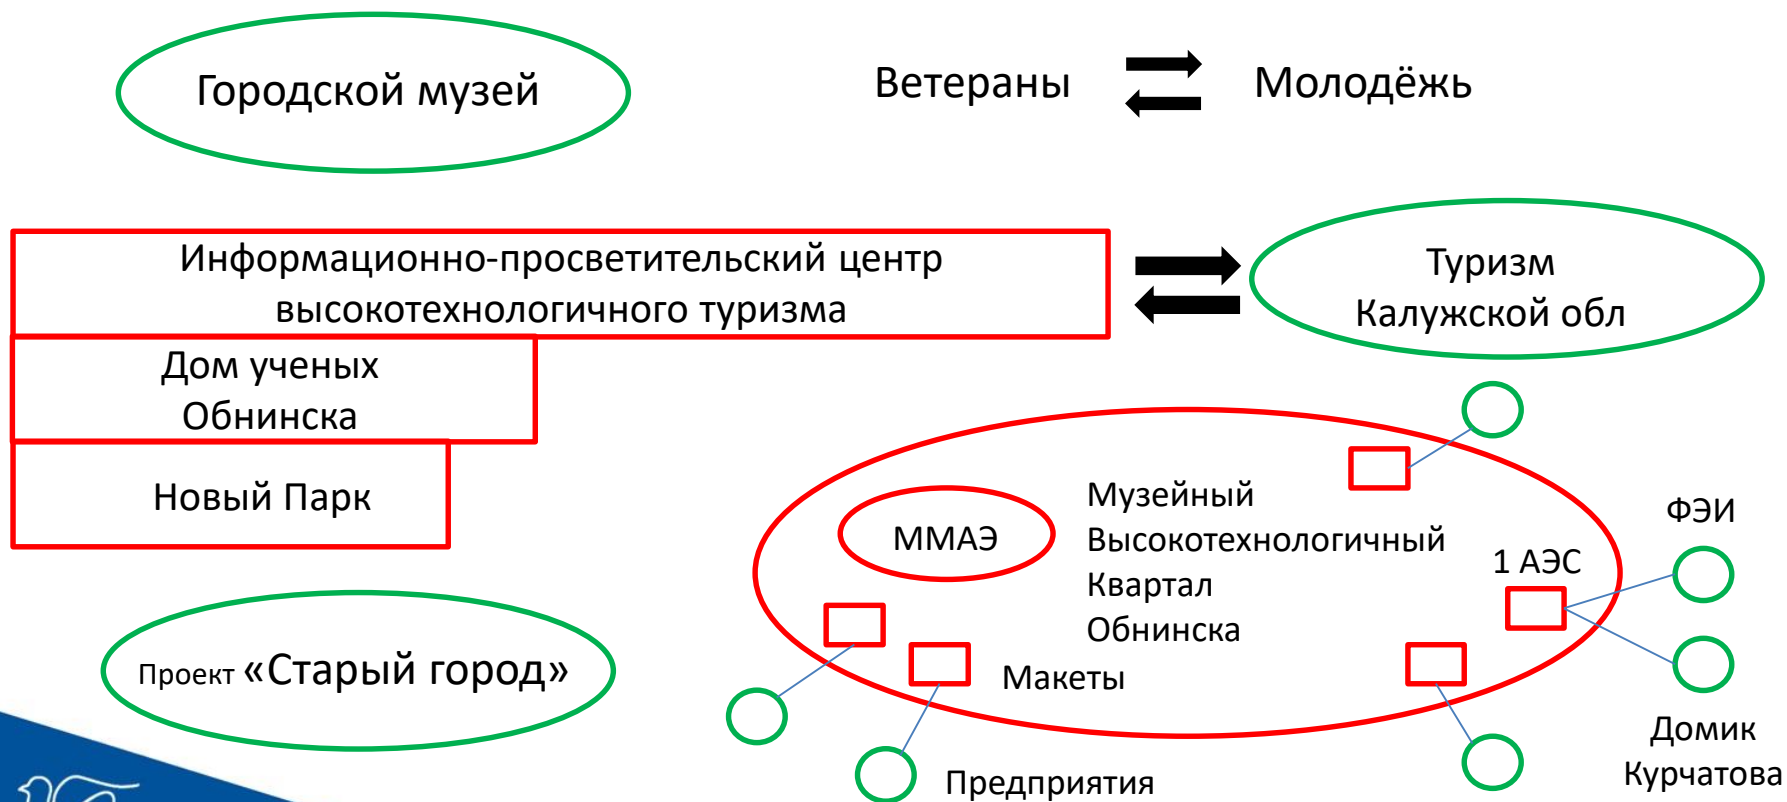 Городской музей
Ветераны
Молодёжь
Информационно-просветительский центр
высокотехнологичного туризма
Туризм
Калужской обл
Дом ученых
Обнинска
Новый Парк
ММАЭ
Музейный
Высокотехнологичный
Квартал
Обнинска
1 АЭС
ФЭИ
Макеты
Проект «Старый город»
Домик
Курчатова
Предприятия